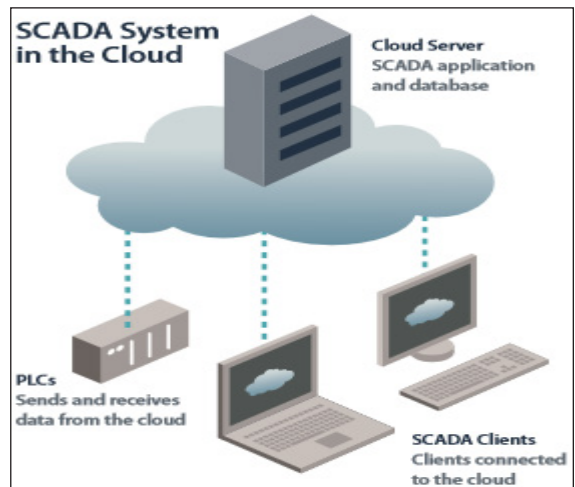 SCADA System
in the Cloud
Cloud Server
SCADA application
and database
PLCs
Sends and receives
data from the cloud
SCADA Clients
Clients connected
to the cloud